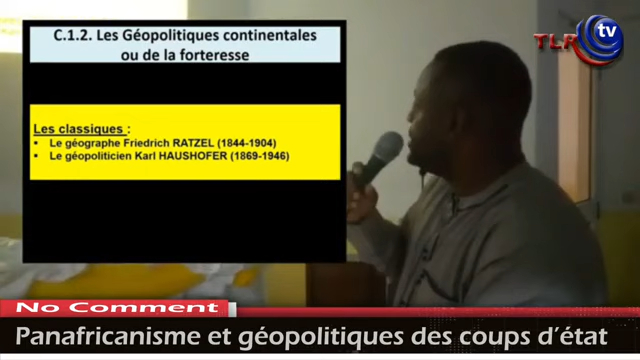 C.1.2. Les Géopolitiques continentales
ou de la forteresse
Les classiques :
▪ Le géographe Friedrich RATZEL (1844-1904)
▪ Le géopoliticien Karl HAUSHOFER (1869-1946)
TLR tv
No Comment
Panafricanisme et géopolitiques des coups d'état